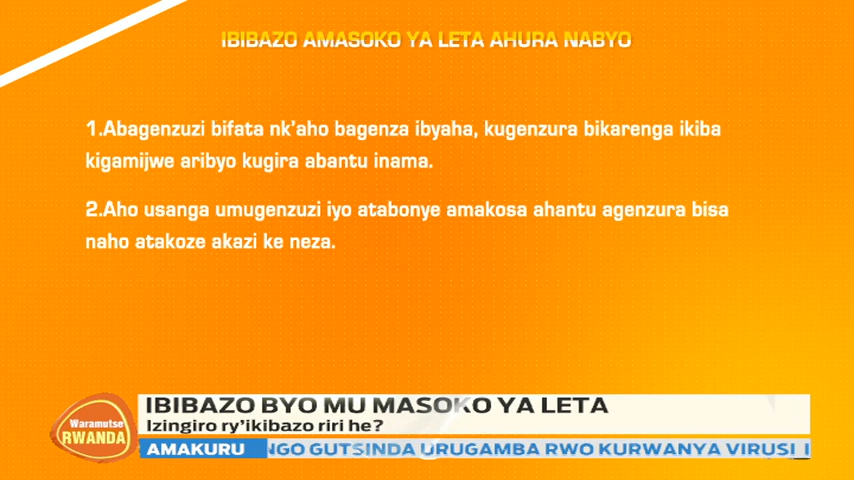 IBIBAZO AMASOKO YA LETA AHURA NABYO
1.Abagenzuzi bifata nk'aho bagenza ibyaha, kugenzura bikarenga ikiba
kigamijwe aribyo kugira abantu inama.
2.Aho usanga umugenzuzi iyo atabonye amakosa ahantu agenzura bisa
naho atakoze akazi ke neza.
IBIBAZO BYO MU MASOKO YA LETA
Izingiro ry'ikibazo riri he?
Waramutse
RWANDA
AMAKURU NGO GUTSINDA URUGAMBA RWO KURWANYA VIRUSI